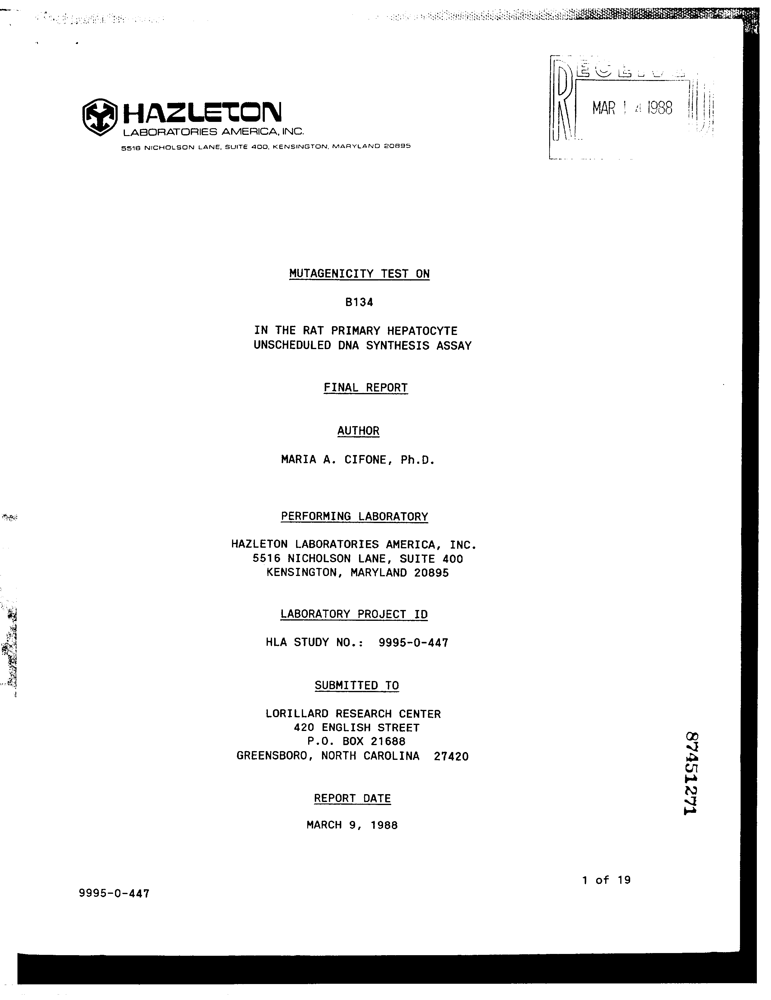 RECEIVED
MAR 14 1988
HAZLETON
LABORATORIES AMERICA, INC.
5516 NICHOLSON LANE, SUITE 400, KENSINGTON, MARYLAND 20895
MUTAGENICITY TEST ON
B134
IN THE RAT PRIMARY HEPATOCYTE
UNSCHEDULED DNA SYNTHESIS ASSAY
FINAL REPORT
AUTHOR
MARIA A. CIFONE, Ph.D.
PERFORMING LABORATORY
HAZLETON LABORATORIES AMERICA, INC.
5516 NICHOLSON LANE, SUITE 400
KENSINGTON, MARYLAND 20895
LABORATORY PROJECT ID
HLA STUDY NO.: 9995-0-447
SUBMITTED TO
LORILLARD RESEARCH CENTER
420 ENGLISH STREET
P.O. BOX 21688
GREENSBORO, NORTH CAROLINA 27420
REPORT DATE
MARCH 9, 1988
87451271
1 of 19
9995-0-447